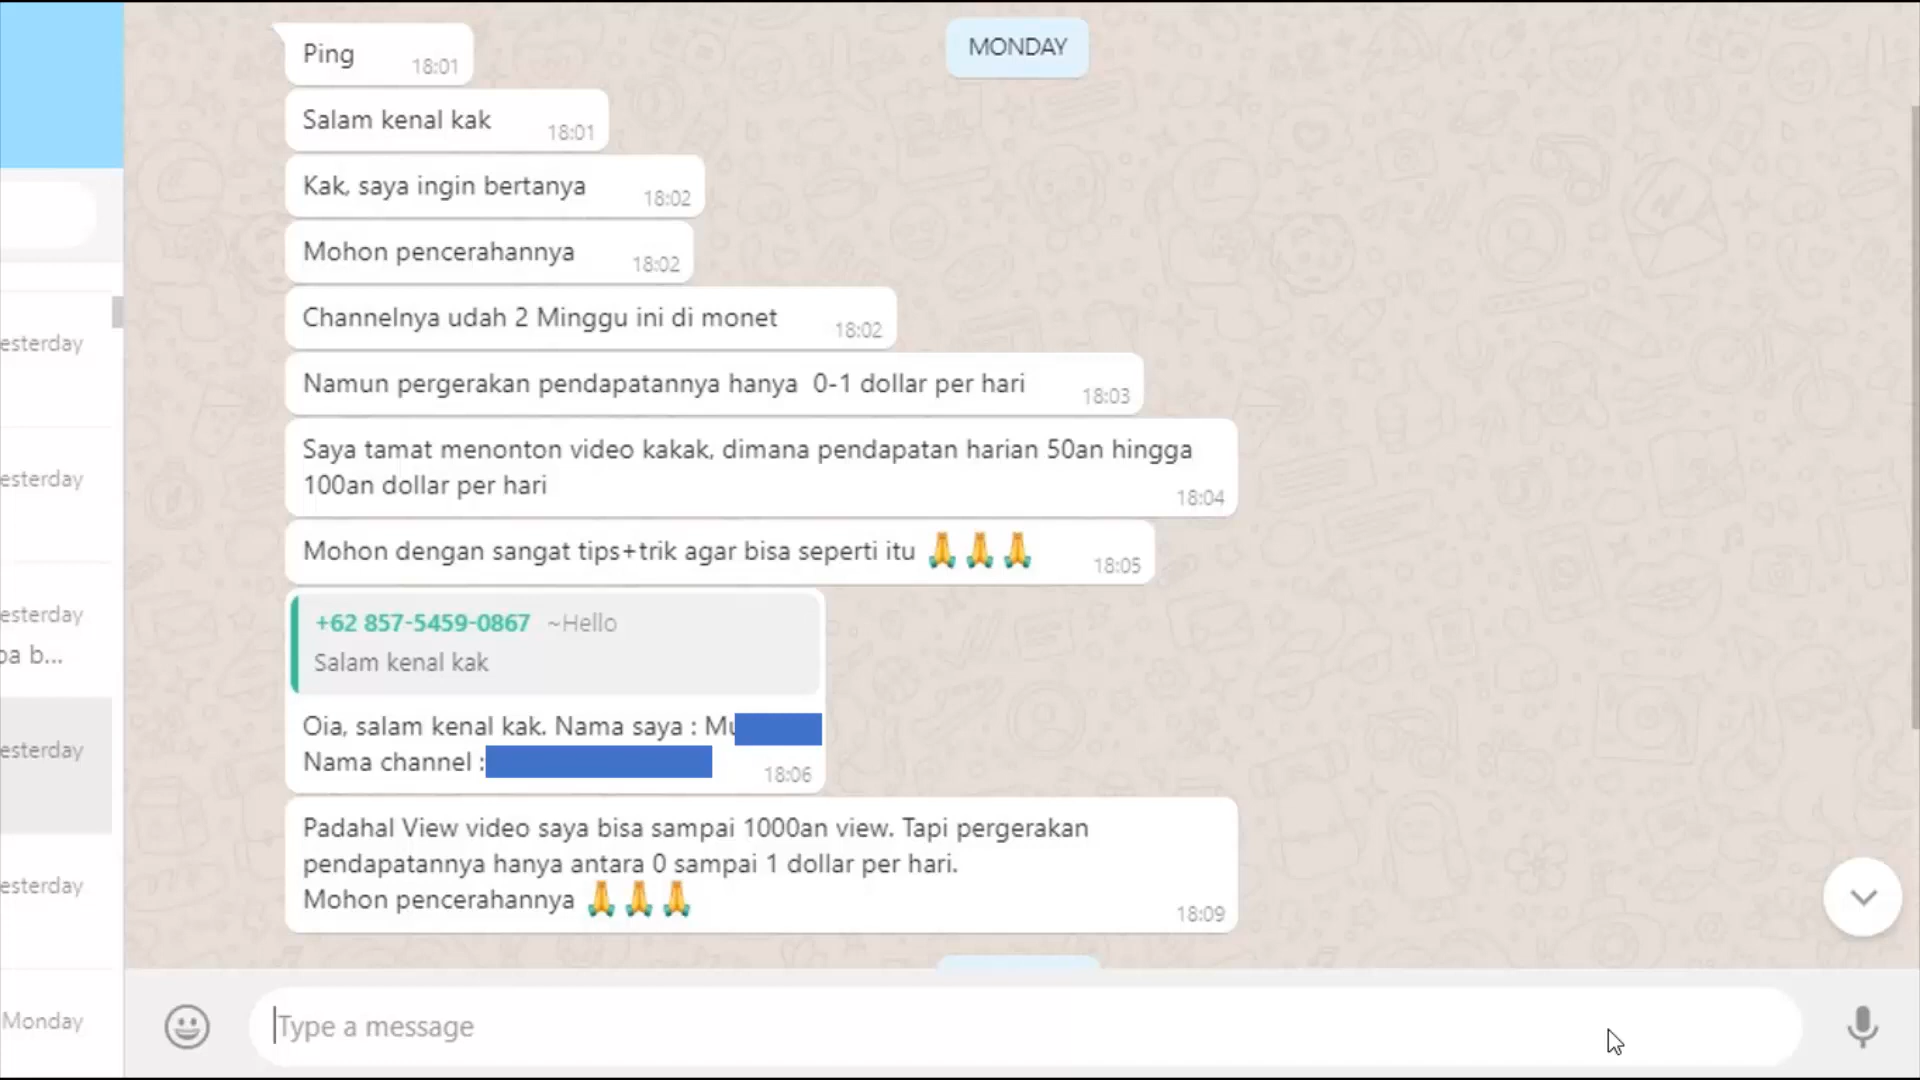 MONDAY
Ping
18:01
Salam kenal kak
18:01
Kak, saya ingin bertanya
18:02
Mohon pencerahannya
18:02
Channelnya udah 2 Minggu ini di monet
18:02
Namun pergerakan pendapatannya hanya  0-1 dollar per hari
18:03
Saya tamat menonton video kakak, dimana pendapatan harian 50an hingga
100an dollar per hari
18:04
Mohon dengan sangat tips+trik agar bisa seperti itu 🙏🙏🙏
18:05
+62 857-5459-0867 ~Hello
Salam kenal kak
Oia, salam kenal kak. Nama saya : Mu
Nama channel :
18:06
Padahal View video saya bisa sampai 1000an view. Tapi pergerakan
pendapatannya hanya antara 0 sampai 1 dollar per hari.
Mohon pencerahannya 🙏🙏🙏
18:09
Type a message
esterday
esterday
esterday
oa b...
esterday
esterday
Monday